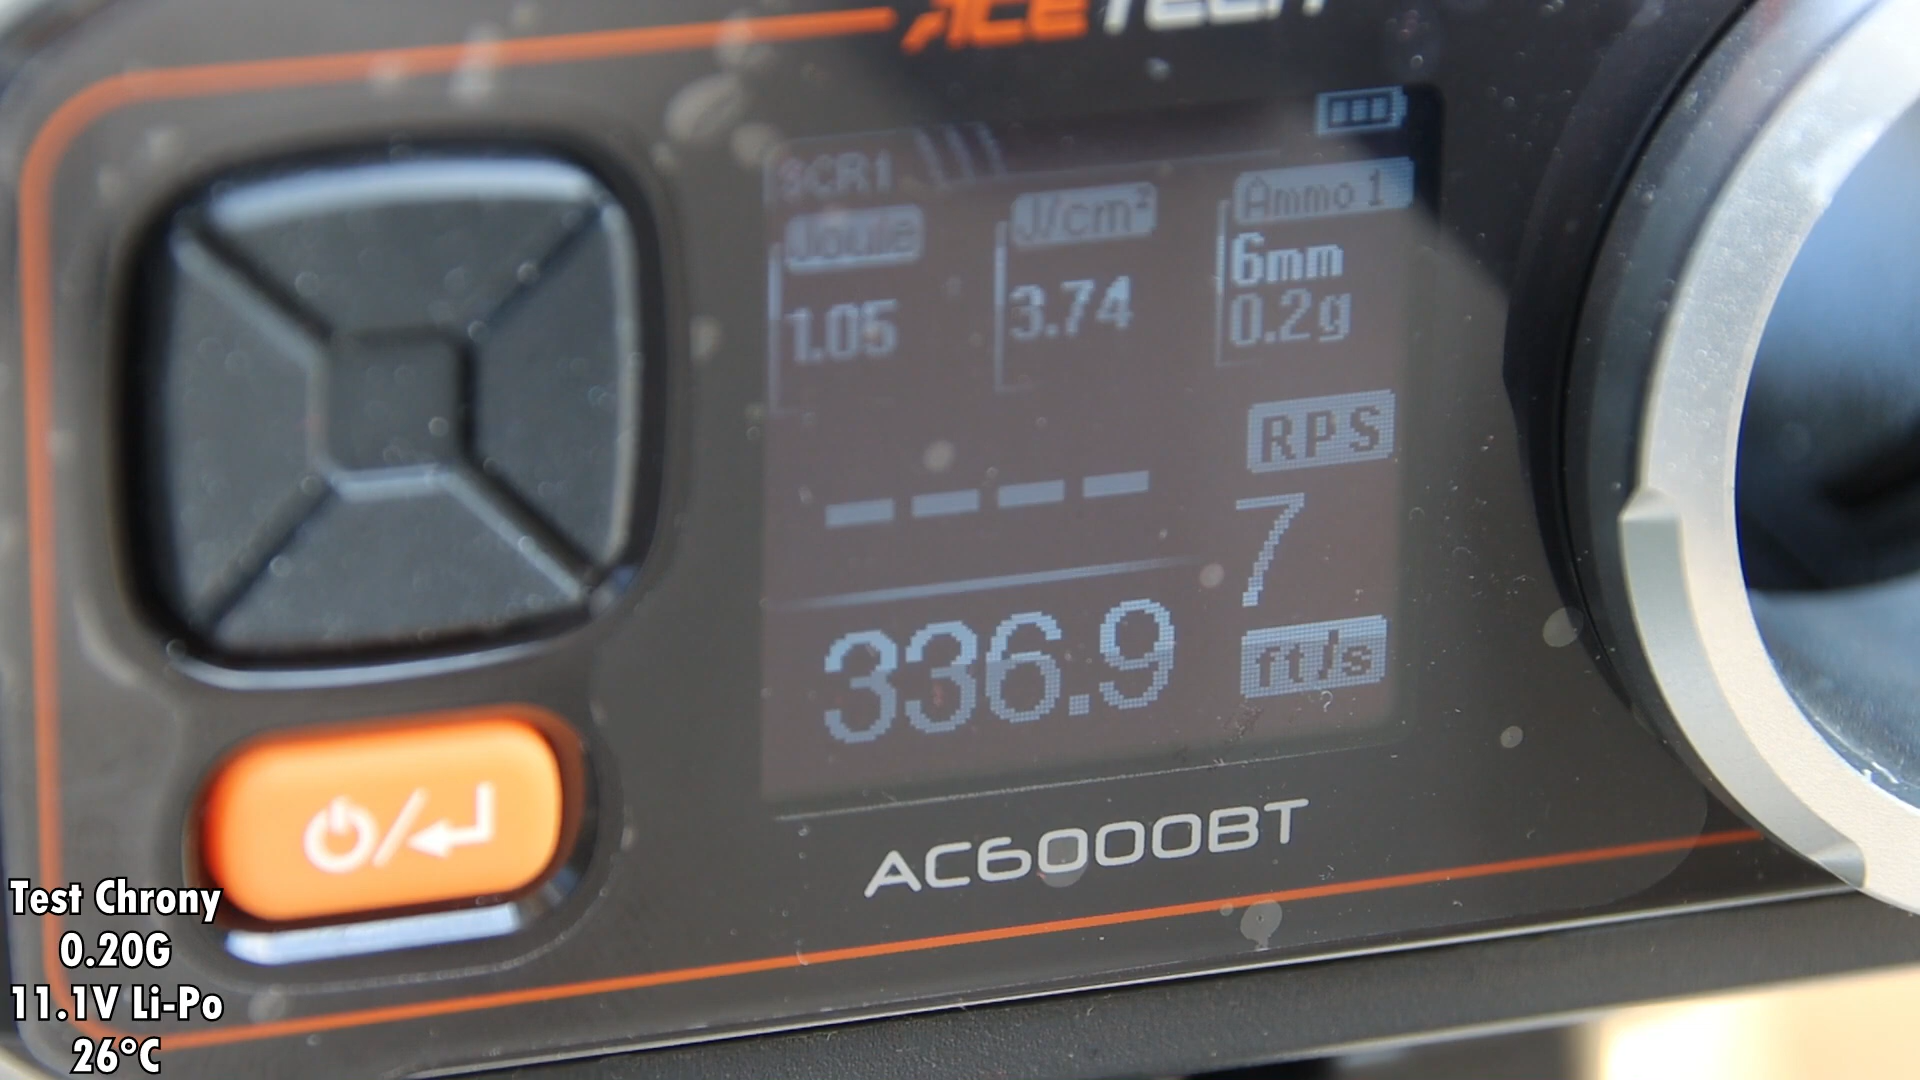 ACETECH
SCR1
Joule
J/cm²
Ammo 1
1.05
3.74
6mm
0.2g
RPS
----
7
336.9
ft/s
AC6000BT
Test Chrony
0.20G
11.1V Li-Po
26°C